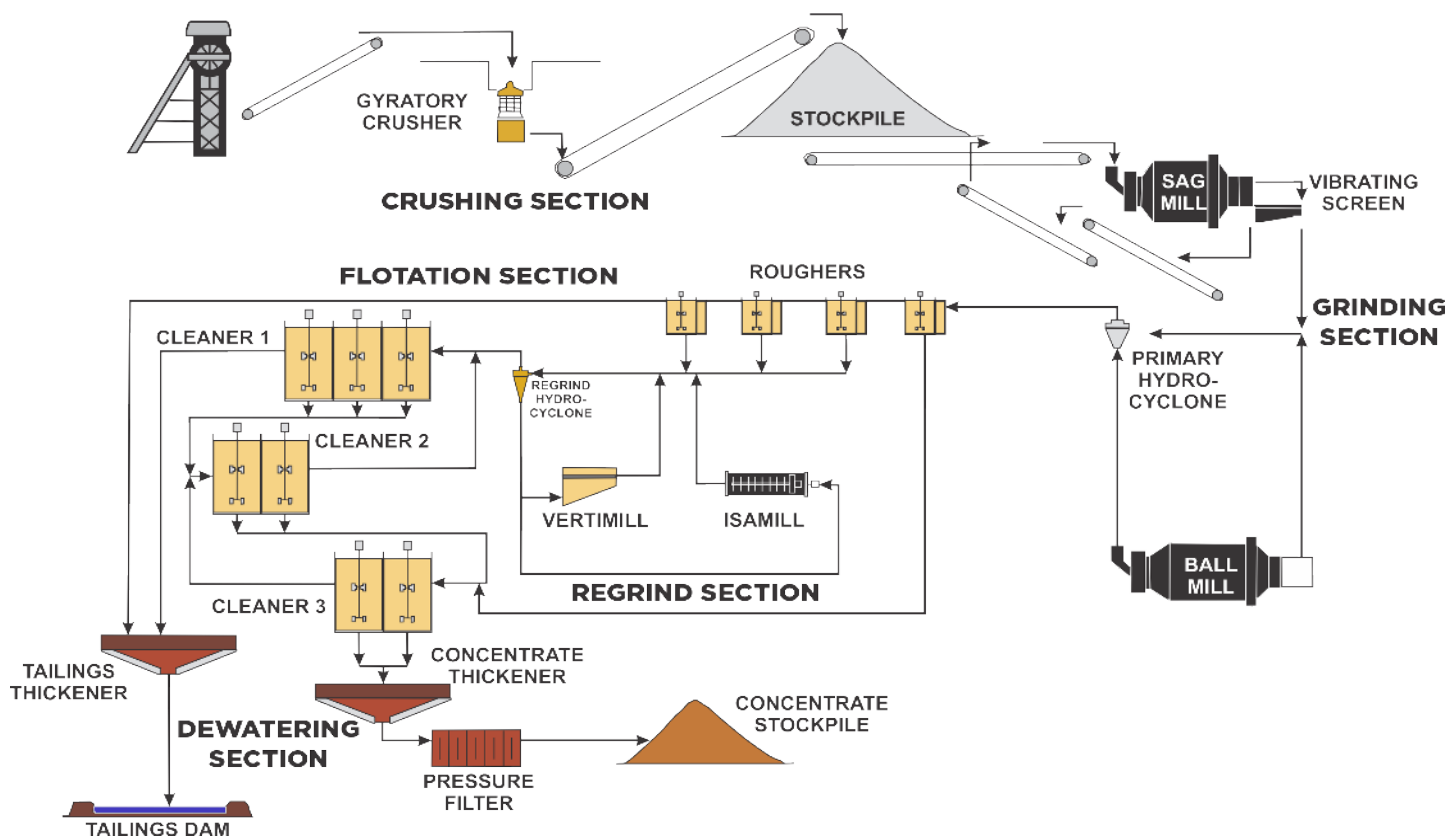 GYRATORY
CRUSHER
STOCKPILE
CRUSHING SECTION
SAG
MILL
VIBRATING
SCREEN
FLOTATION SECTION
ROUGHERS
GRINDING
SECTION
CLEANER 1
REGRIND
HYDRO-
CYCLONE
PRIMARY
HYDRO-
CYCLONE
CLEANER 2
VERTIMILL
ISAMILL
BALL
MILL
REGRIND SECTION
CLEANER 3
TAILINGS
THICKENER
CONCENTRATE
THICKENER
DEWATERING
SECTION
CONCENTRATE
STOCKPILE
PRESSURE
FILTER
TAILINGS DAM